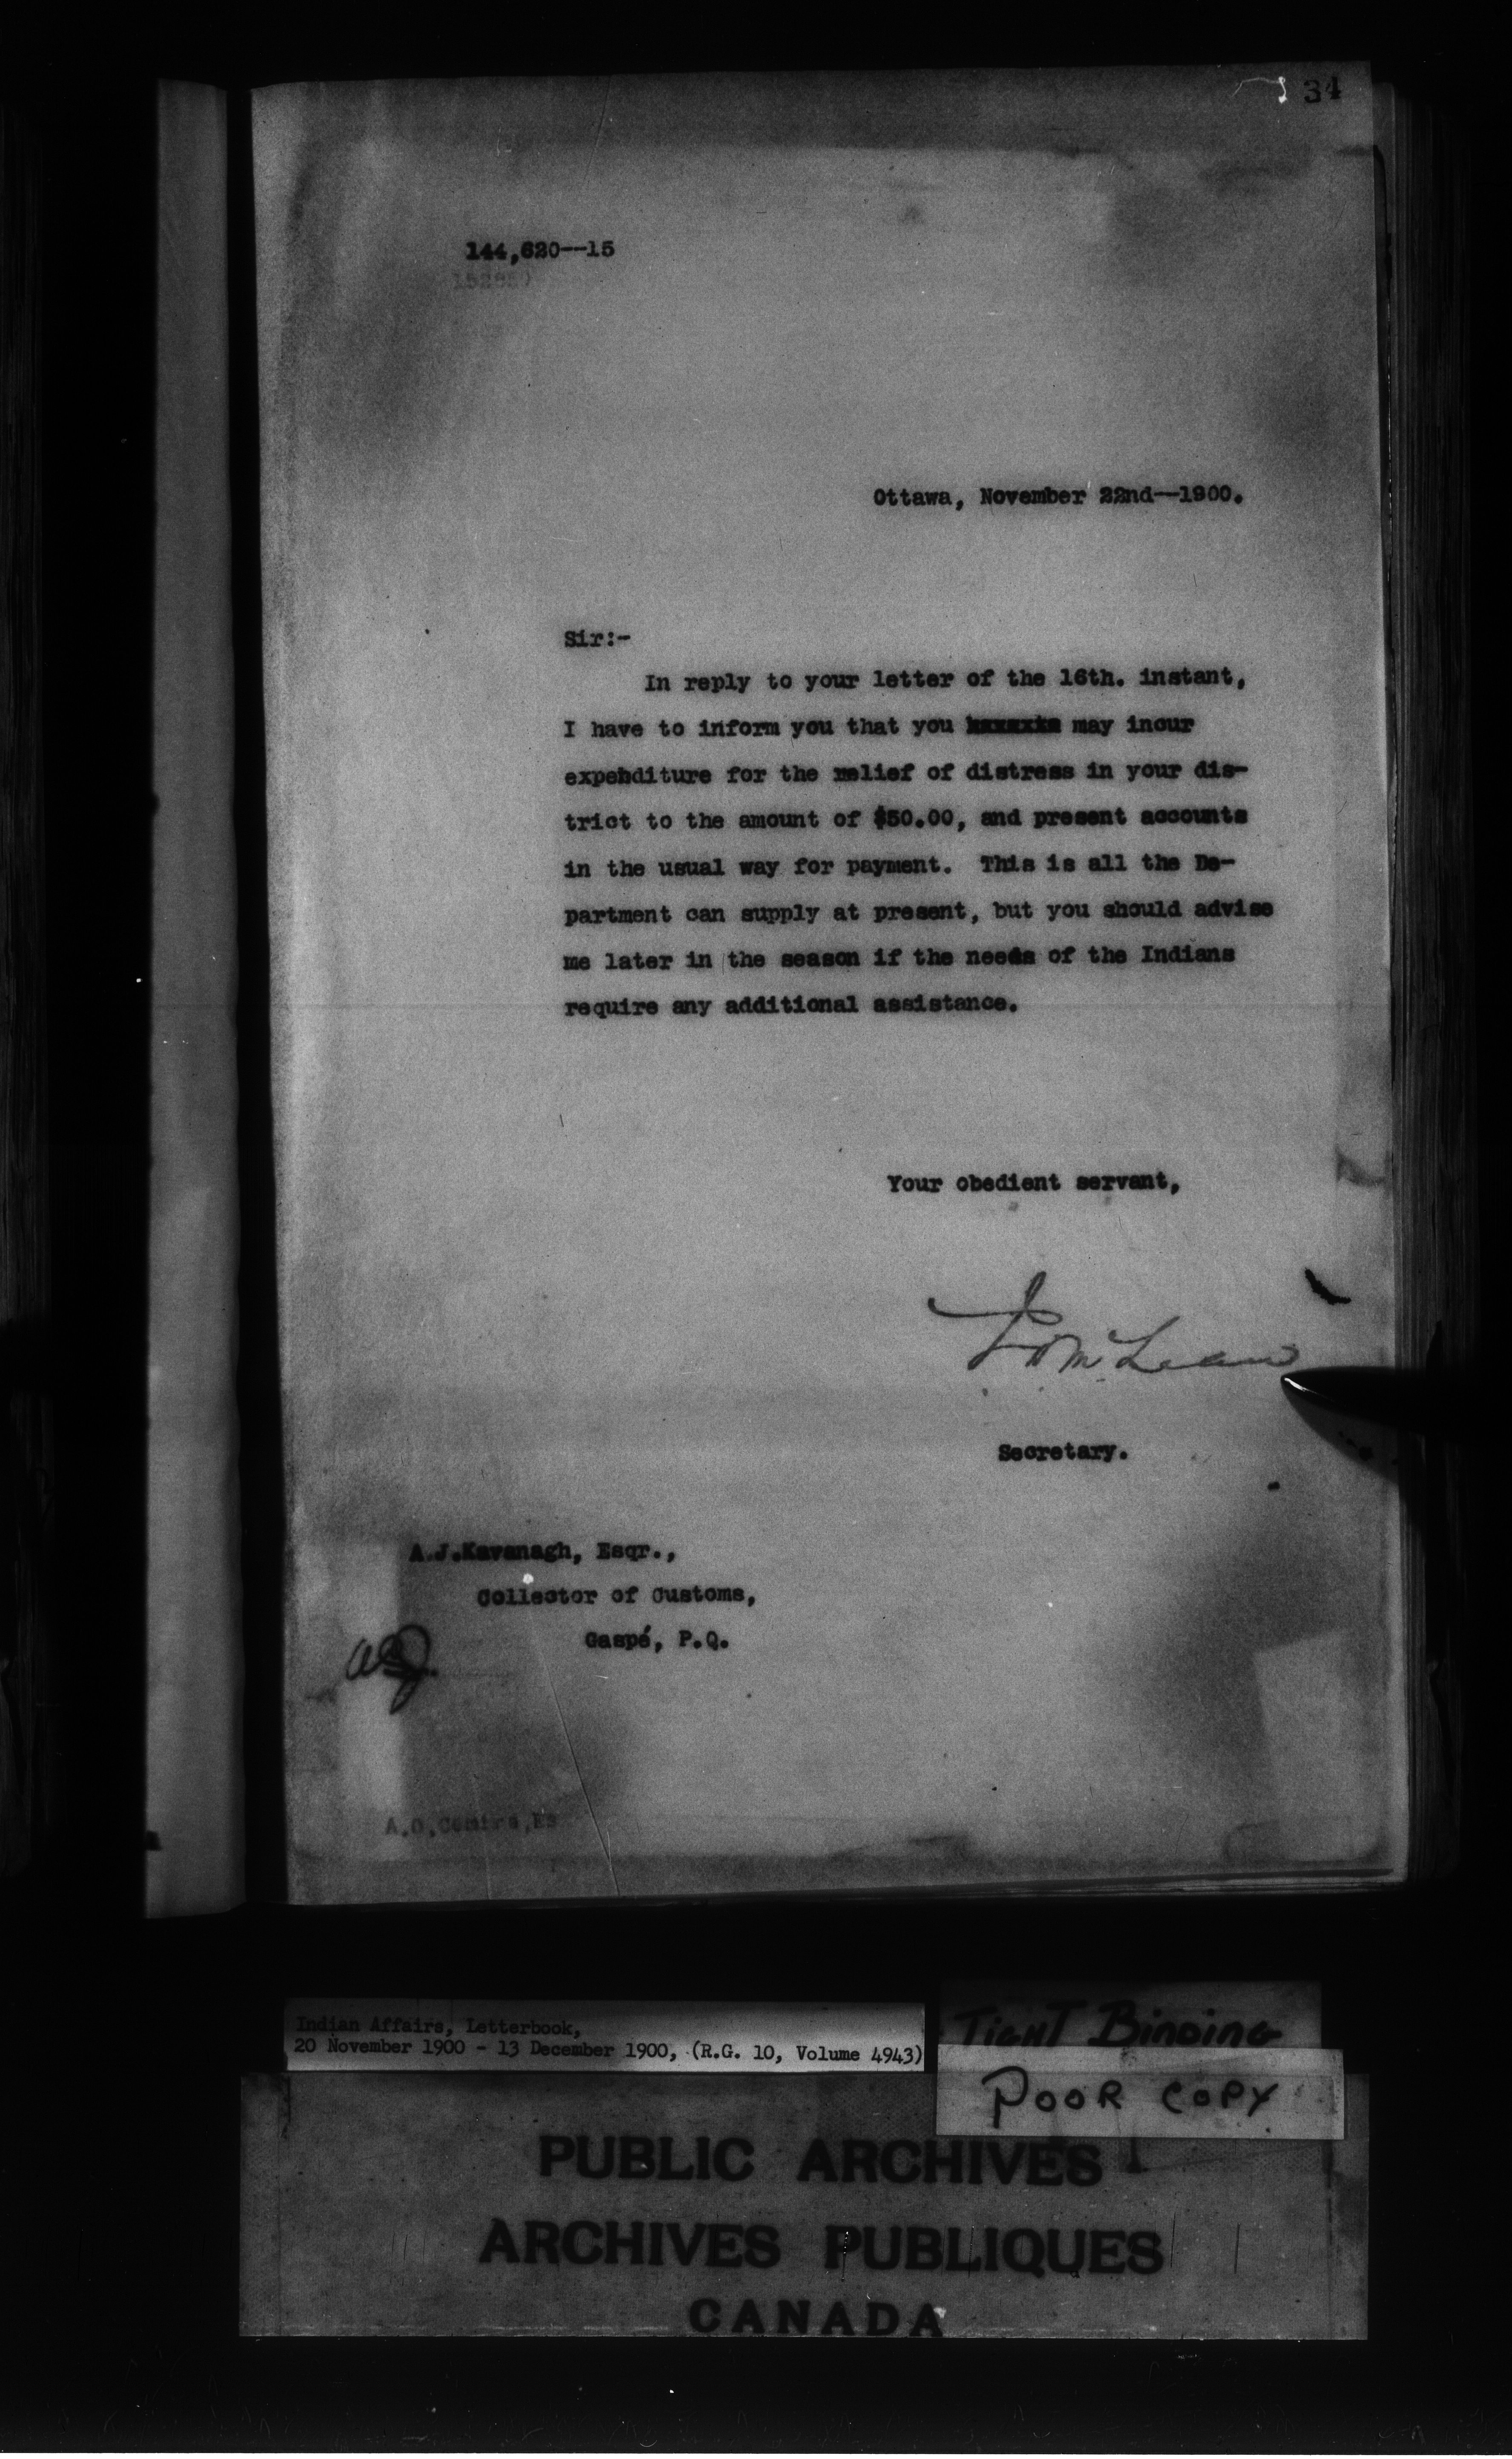 34
144,620--15
Ottawa, November 22nd--1900.
Sir:-
In reply to your letter of the 16th. instant,
I have to inform you that you may incur
expenditure for the relief of distress in your dis-
trict to the amount of $50.00, and present accounts
in the usual way for payment. This is all the De-
partment can supply at present, but you should advise
me later in the season if the needs of the Indians
require any additional assistance.
Your obedient servant,
J D McLean
Secretary.
A.J.Kavanagh, Esqr.,
Collector of Customs,
Gaspé, P.Q.
Indian Affairs, Letterbook,
20 November 1900 - 13 December 1900, (R.G. 10, Volume 4943)
TIGHT BINDING
POOR COPY
PUBLIC ARCHIVES
ARCHIVES PUBLIQUES
CANADA